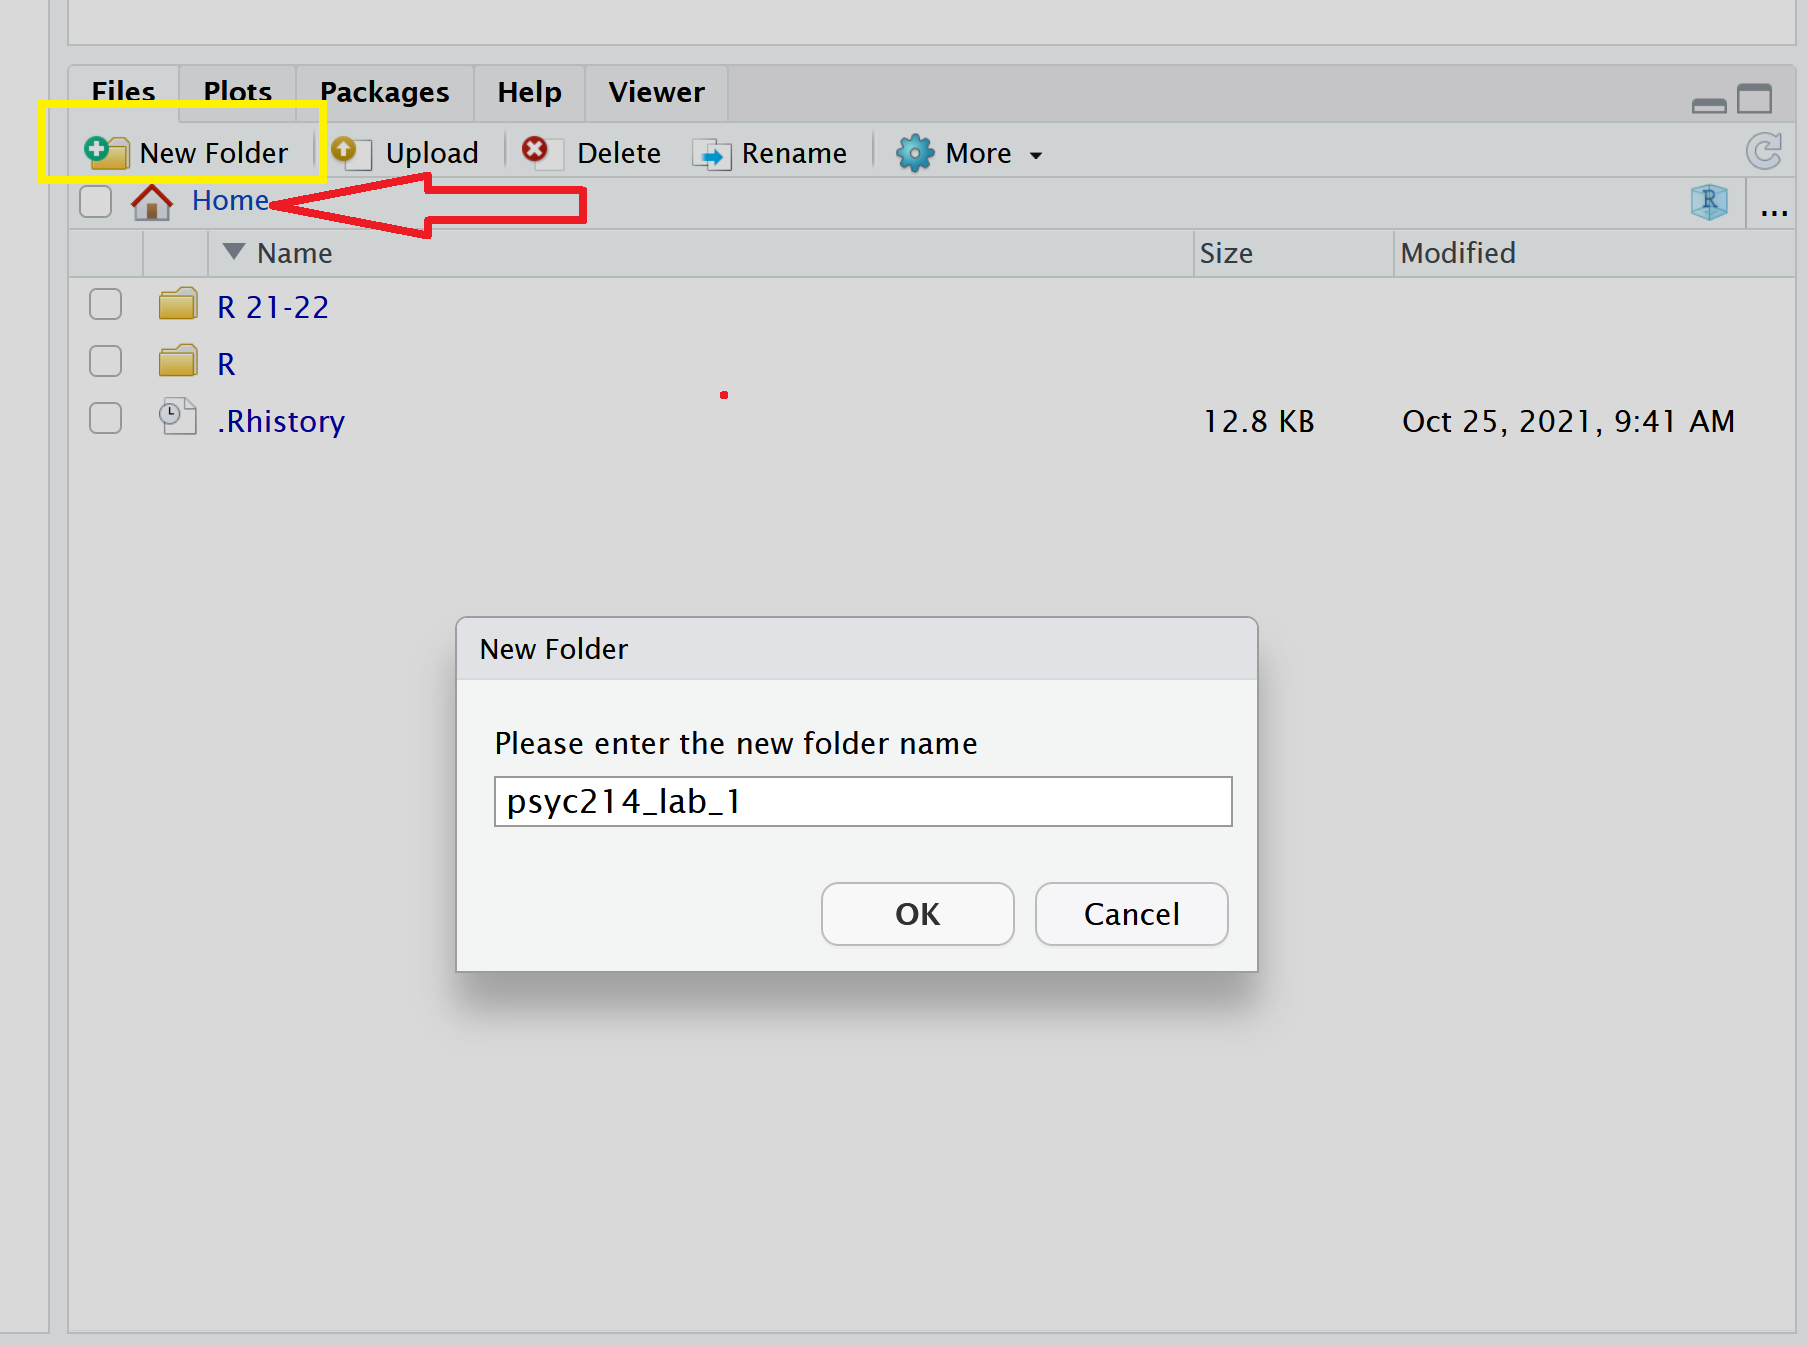 Files Plots Packages Help Viewer
New Folder Upload Delete Rename More
Home R ...
Name Size Modified
R 21-22
R
.Rhistory 12.8 KB Oct 25, 2021, 9:41 AM
New Folder
Please enter the new folder name
psyc214_lab_1
OK Cancel